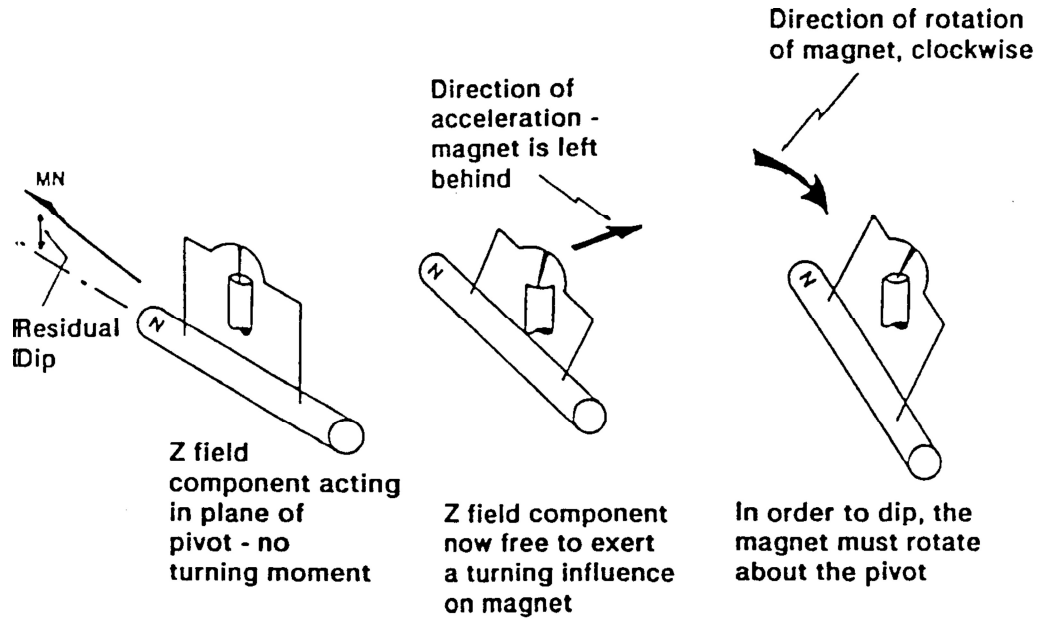 Direction of rotation
of magnet, clockwise
Direction of
acceleration -
magnet is left
behind
MN
Residual
Dip
N
N
N
Z field
component acting
in plane of
pivot - no
turning moment
Z field component
now free to exert
a turning influence
on magnet
In order to dip, the
magnet must rotate
about the pivot